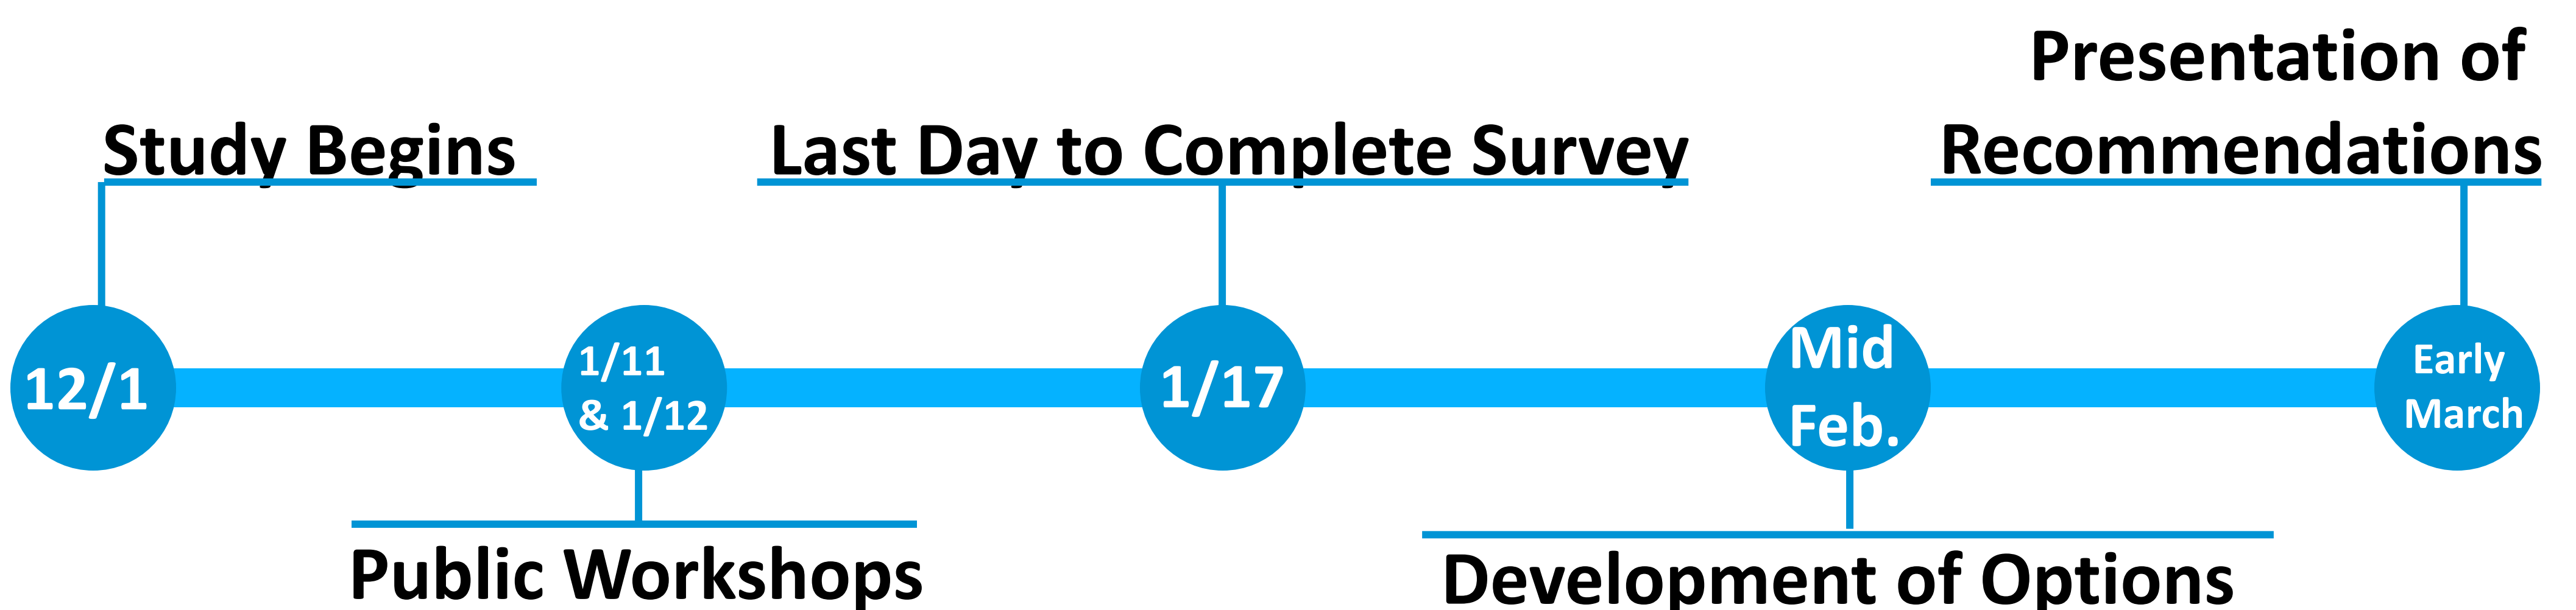 Study Begins
12/1
1/11
& 1/12
Public Workshops
Last Day to Complete Survey
1/17
Mid
Feb.
Development of Options
Presentation of
Recommendations
Early
March